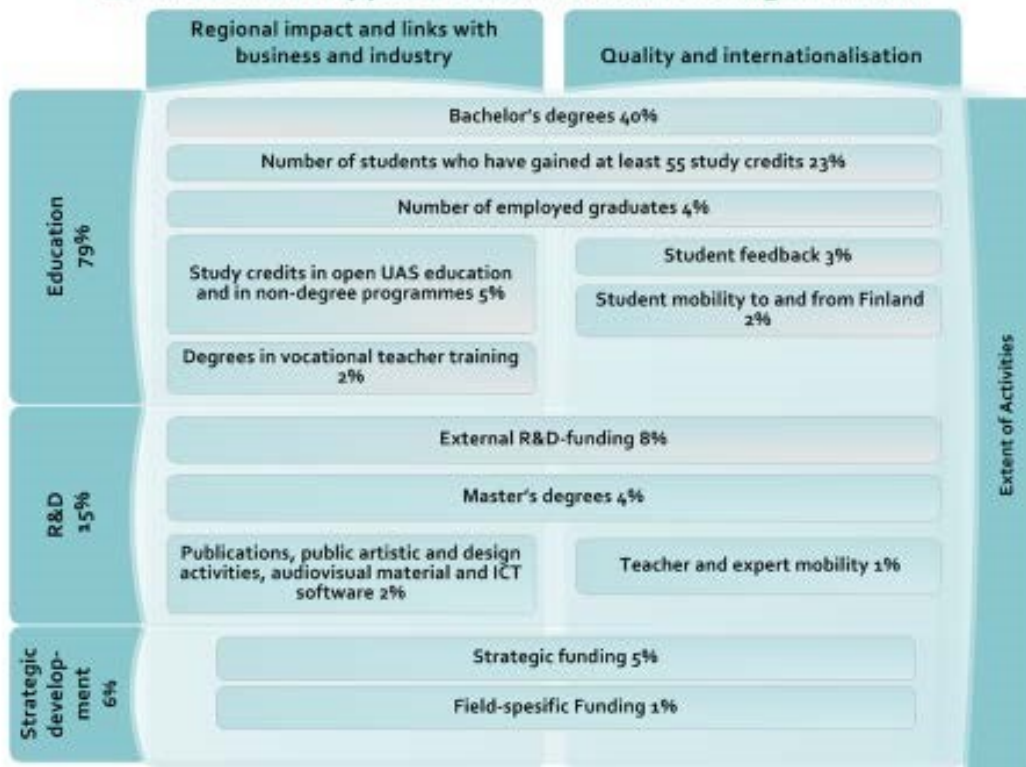 Regional impact and links with
business and industry
Quality and internationalisation
Education
79%
Bachelor's degrees 40%
Number of students who have gained at least 55 study credits 23%
Number of employed graduates 4%
Study credits in open UAS education
and in non-degree programmes 5%
Student feedback 3%
Student mobility to and from Finland
2%
Degrees in vocational teacher training
2%
R&D
15%
External R&D-funding 8%
Master's degrees 4%
Publications, public artistic and design
activities, audiovisual material and ICT
software 2%
Teacher and expert mobility 1%
Strategic
develop-
ment
6%
Strategic funding 5%
Field-spesific Funding 1%
Extent of Activities